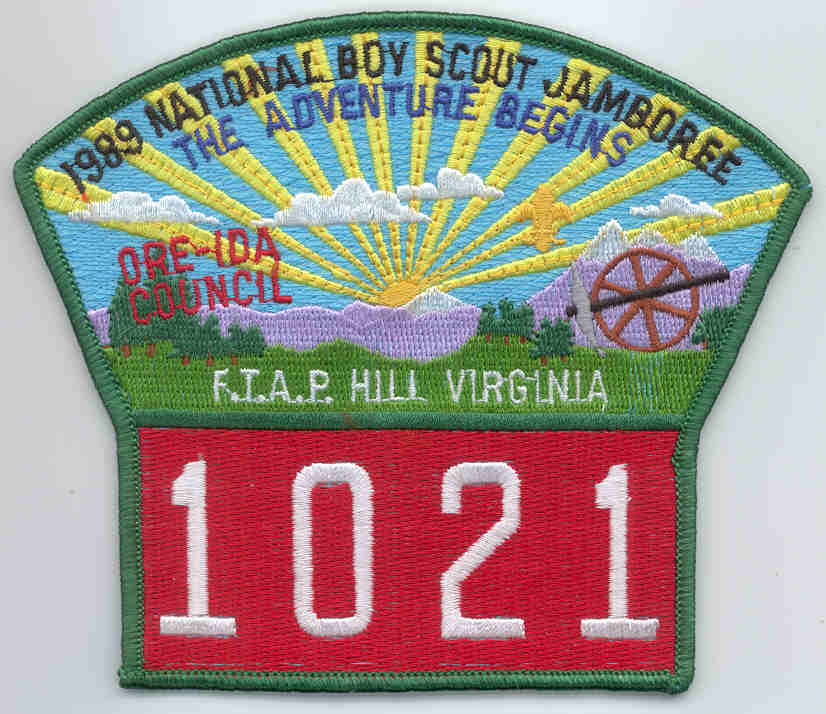 1989 NATIONAL BOY SCOUT JAMBOREE
THE ADVENTURE BEGINS
ORE-IDA
COUNCIL
F.T.A.P. HILL VIRGINIA
1021